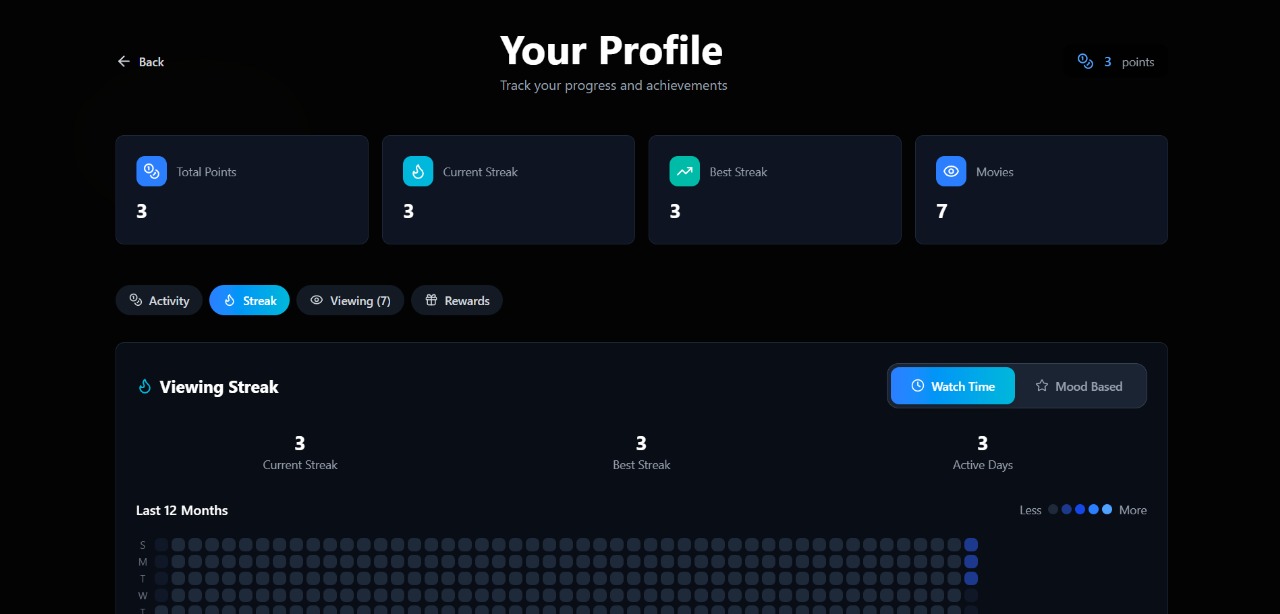 Back
Your Profile
Track your progress and achievements
3 points
Total Points
3
Current Streak
3
Best Streak
3
Movies
7
Activity
Streak
Viewing (7)
Rewards
Viewing Streak
Watch Time
Mood Based
3
Current Streak
3
Best Streak
3
Active Days
Last 12 Months
Less
More
S
M
T
W
T